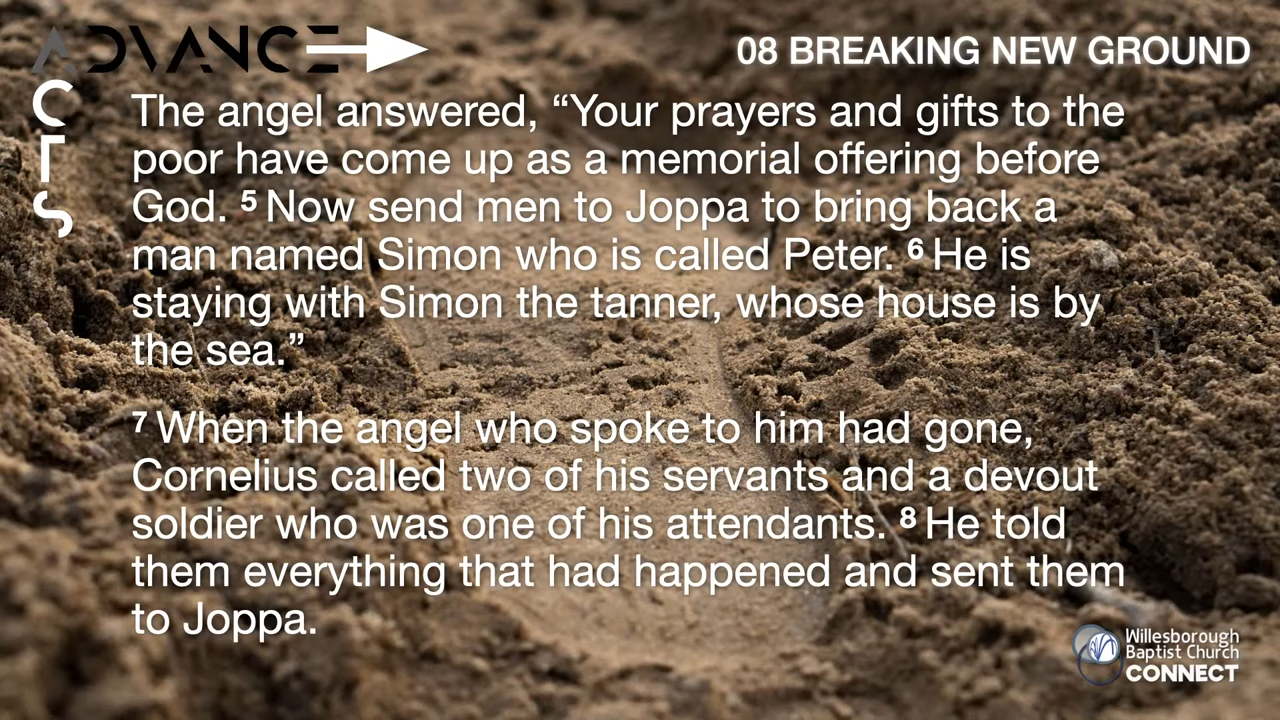 ADVANCE
CTS
08 BREAKING NEW GROUND
The angel answered, “Your prayers and gifts to the
poor have come up as a memorial offering before
God. 5 Now send men to Joppa to bring back a
man named Simon who is called Peter. 6 He is
staying with Simon the tanner, whose house is by
the sea.”
7 When the angel who spoke to him had gone,
Cornelius called two of his servants and a devout
soldier who was one of his attendants. 8 He told
them everything that had happened and sent them
to Joppa.
Willesborough
Baptist Church
CONNECT